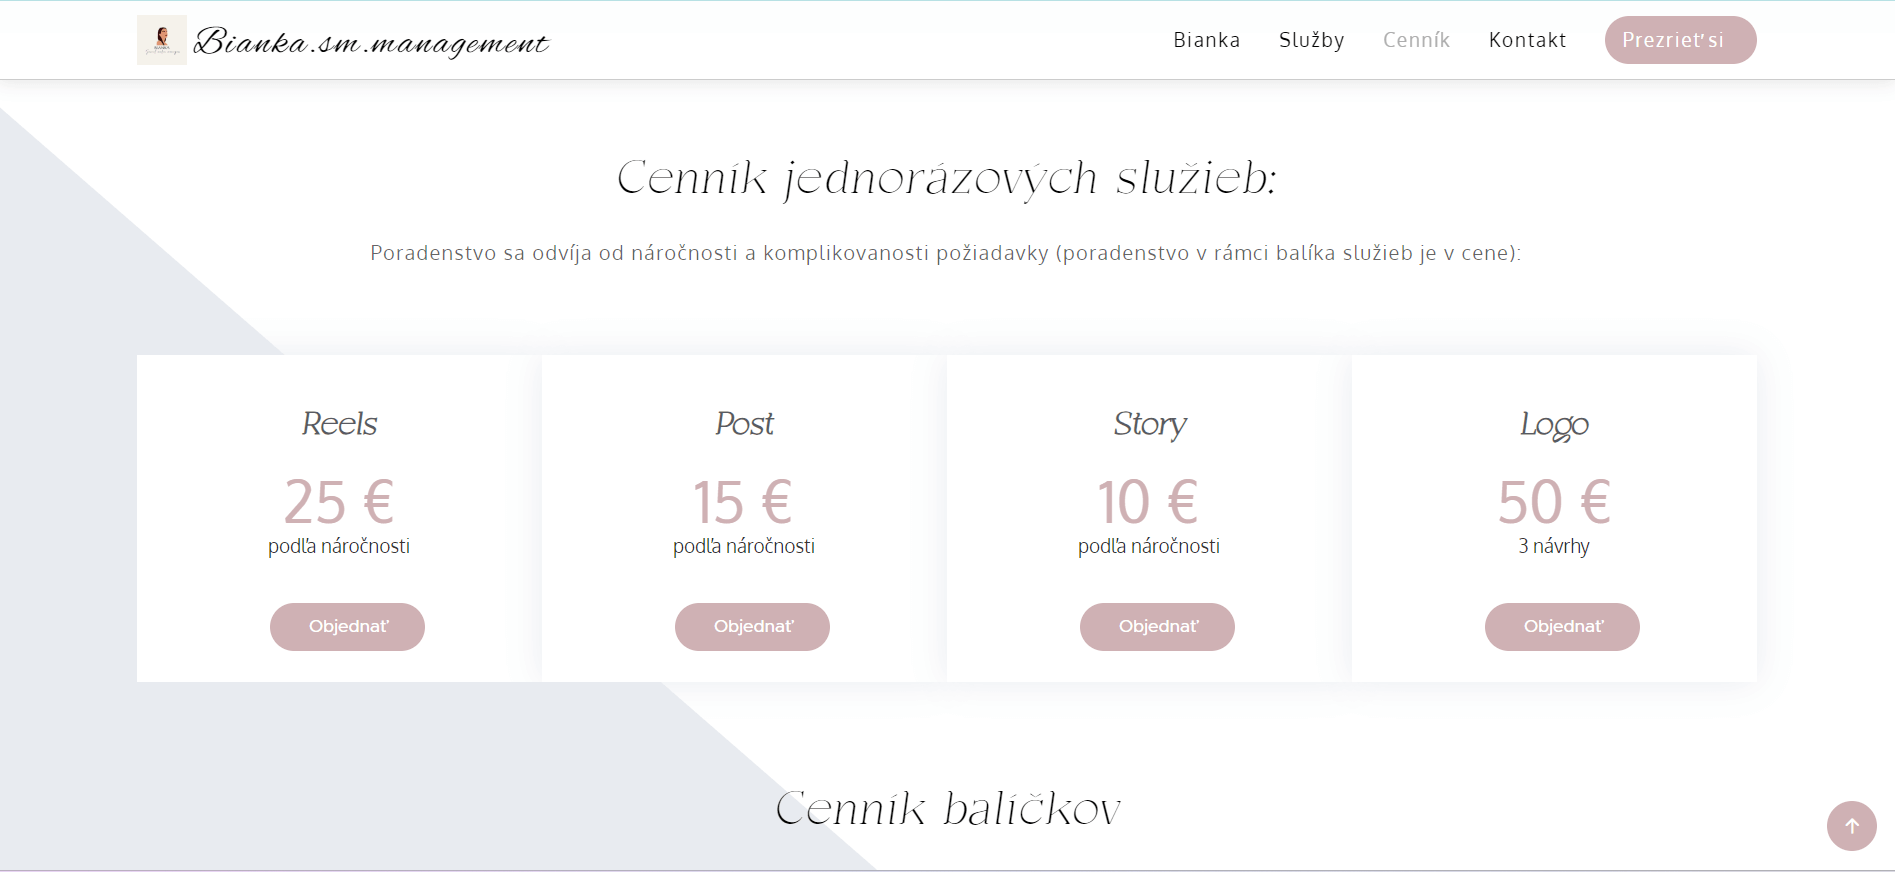 Bianka.sm.management
Bianka Služby Cenník Kontakt Prezrieť si
Cenník jednorázových služieb:
Poradenstvo sa odvíja od náročnosti a komplikovanosti požiadavky (poradenstvo v rámci balíka služieb je v cene):
Reels
25 €
podľa náročnosti
Objednať
Post
15 €
podľa náročnosti
Objednať
Story
10 €
podľa náročnosti
Objednať
Logo
50 €
3 návrhy
Objednať
Cenník balíčkov